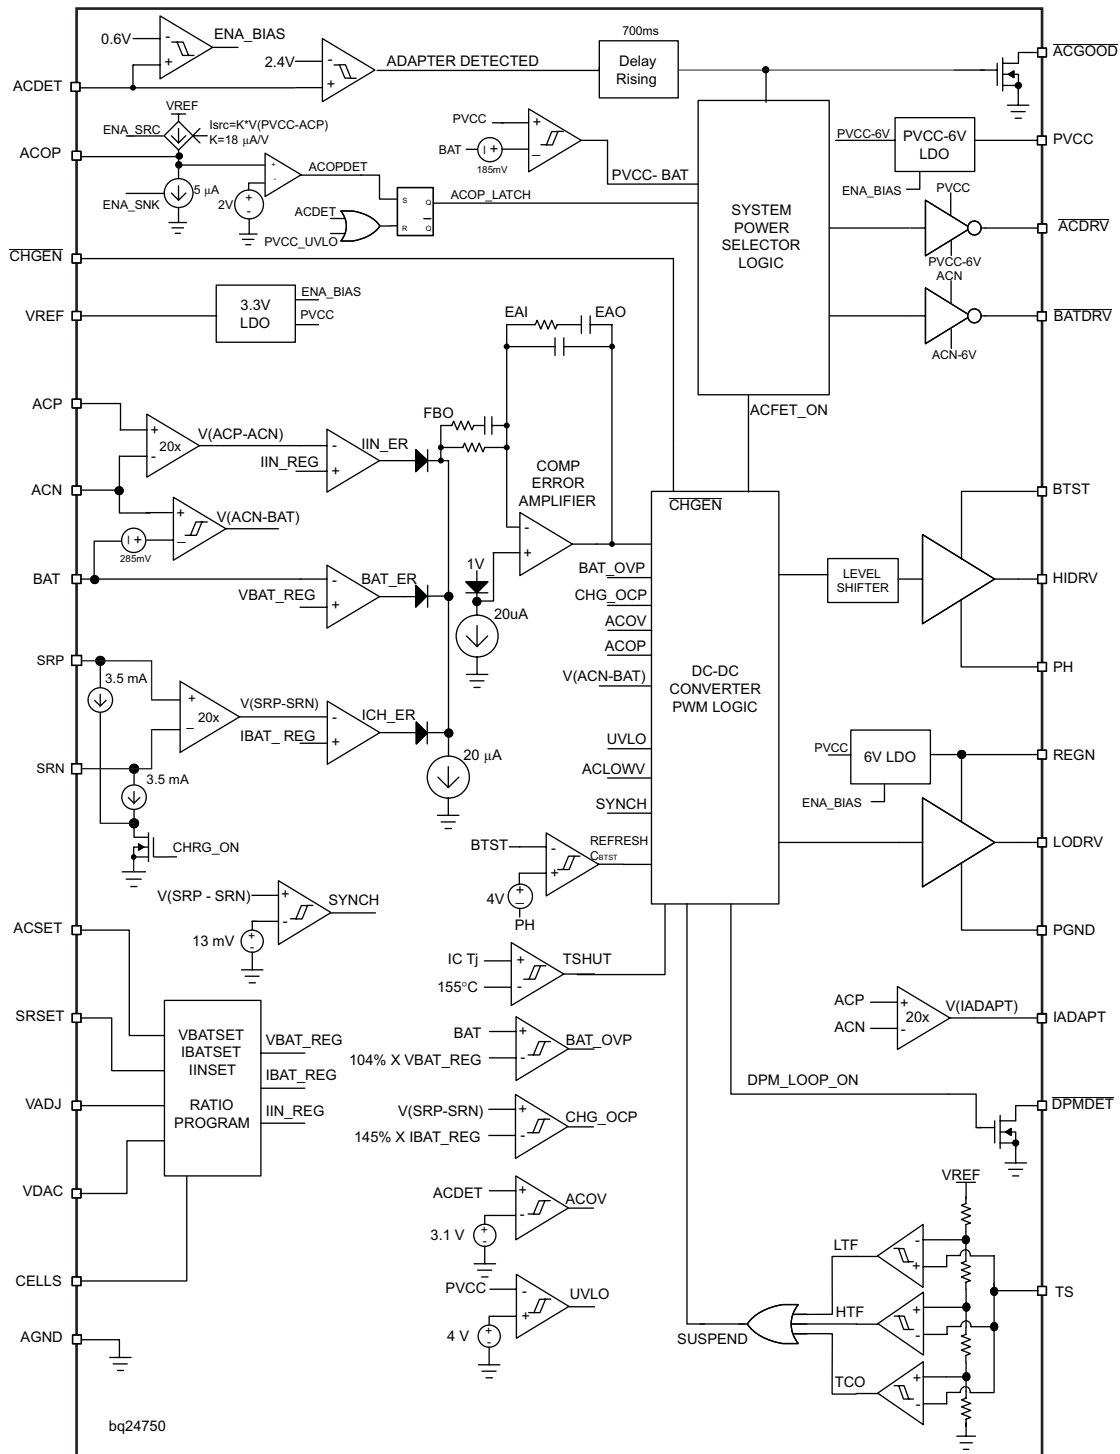 700ms
0.6V
ENA_BIAS
2.4V
ADAPTER DETECTED
Delay
Rising
ACGOOD
ACDET
VREF
ENA_SRC
Isrc=K*V(PVCC-ACP)
K=18 µA/V
ACOP
5 µA
ENA_SNK
2V
ACOPDET
ACDET
PVCC_UVLO
S
Q
R
Q
ACOP_LATCH
PVCC
BAT
185mV
PVCC- BAT
SYSTEM
POWER
SELECTOR
LOGIC
PVCC-6V
PVCC-6V
LDO
ENA_BIAS
PVCC
PVCC
PVCC-6V
ACDRV
ACN
ACN-6V
BATDRV
ACFET_ON
CHGEN
VREF
3.3V
LDO
ENA_BIAS
PVCC
EAI
EAO
FBO
ACP
20x
V(ACP-ACN)
IIN_REG
IIN_ER
COMP
ERROR
AMPLIFIER
ACN
V(ACN-BAT)
285mV
BAT
VBAT_REG
BAT_ER
1V
20uA
SRP
3.5 mA
20x
V(SRP-SRN)
IBAT_ REG
ICH_ER
20 µA
SRN
3.5 mA
CHRG_ON
CHGEN
BAT_OVP
CHG_OCP
ACOV
ACOP
V(ACN-BAT)
UVLO
ACLOWV
SYNCH
DC-DC
CONVERTER
PWM LOGIC
LEVEL
SHIFTER
BTST
HIDRV
PH
PVCC
6V LDO
ENA_BIAS
REGN
LODRV
PGND
BTST
REFRESH
CBTST
4V
PH
V(SRP - SRN)
SYNCH
13 mV
IC Tj
155°C
TSHUT
ACSET
SRSET
VADJ
VDAC
CELLS
AGND
VBATSET
IBATSET
IINSET
RATIO
PROGRAM
VBAT_REG
IBAT_REG
IIN_REG
BAT
104% X VBAT_REG
BAT_OVP
V(SRP-SRN)
145% X IBAT_REG
CHG_OCP
ACDET
3.1 V
ACOV
PVCC
4 V
UVLO
ACP
ACN
20x
V(IADAPT)
IADAPT
DPM_LOOP_ON
DPMDET
VREF
LTF
HTF
TCO
SUSPEND
TS
bq24750